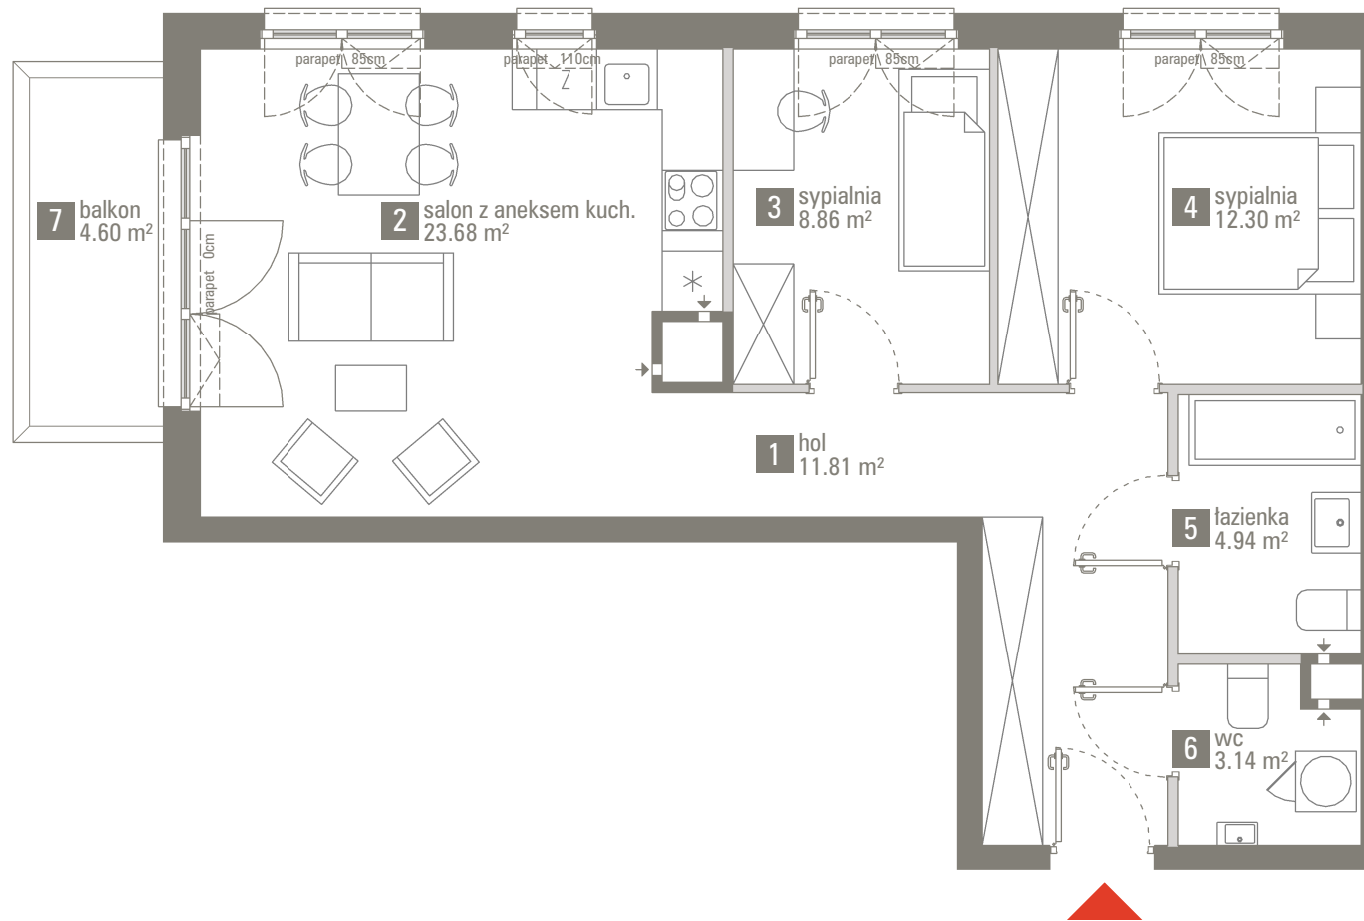 parapet 85cm
parapet 110cm
parapet 85cm
parapet 85cm
Z
7 balkon
4.60 m²
parapet 0cm
2 salon z aneksem kuch.
23.68 m²
3 sypialnia
8.86 m²
4 sypialnia
12.30 m²
1 hol
11.81 m²
5 łazienka
4.94 m²
6 wc
3.14 m²